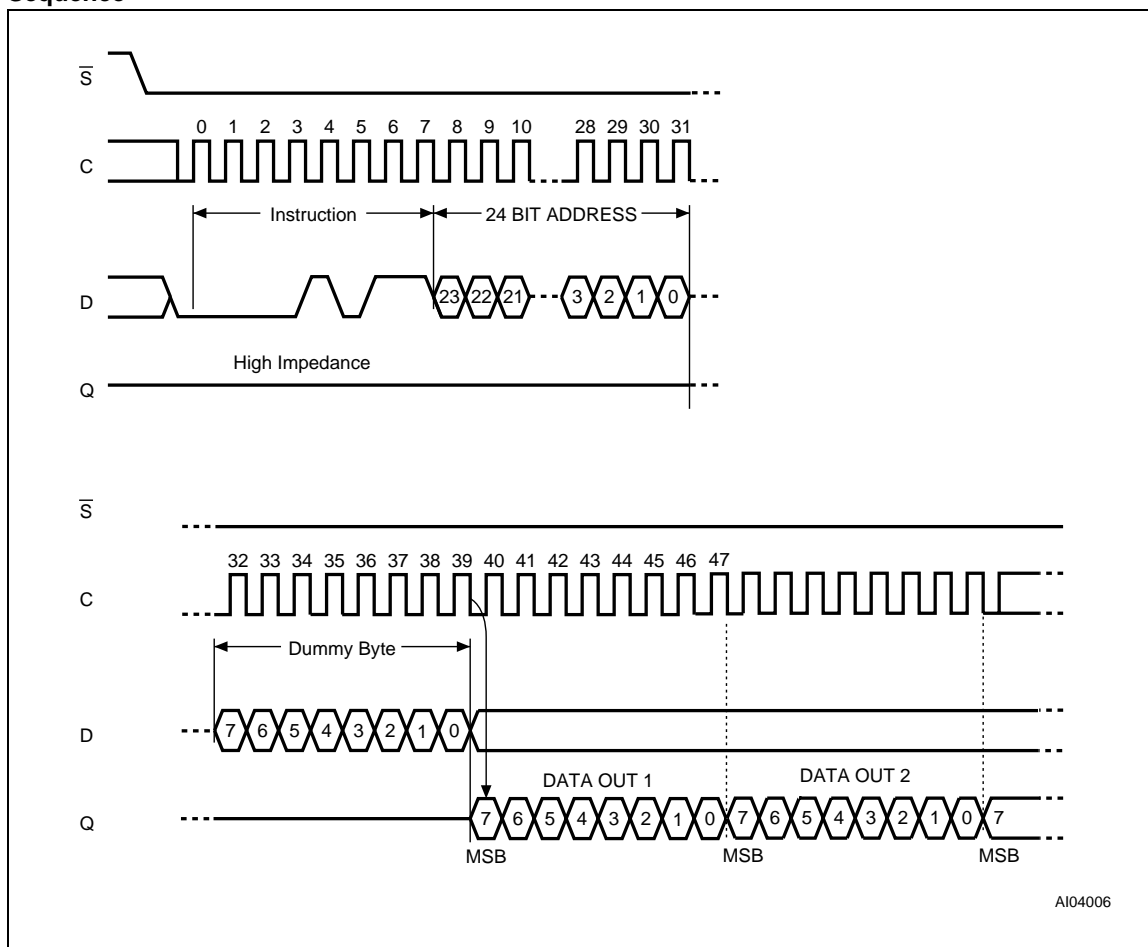 Sequence
S
0 1 2 3 4 5 6 7 8 9 10 28 29 30 31
C
Instruction 24 BIT ADDRESS
D 23 22 21 3 2 1 0
High Impedance
Q
S
32 33 34 35 36 37 38 39 40 41 42 43 44 45 46 47
C
Dummy Byte
D 7 6 5 4 3 2 1 0
DATA OUT 1 DATA OUT 2
Q 7 6 5 4 3 2 1 0 7 6 5 4 3 2 1 0 7
MSB MSB MSB
AI04006